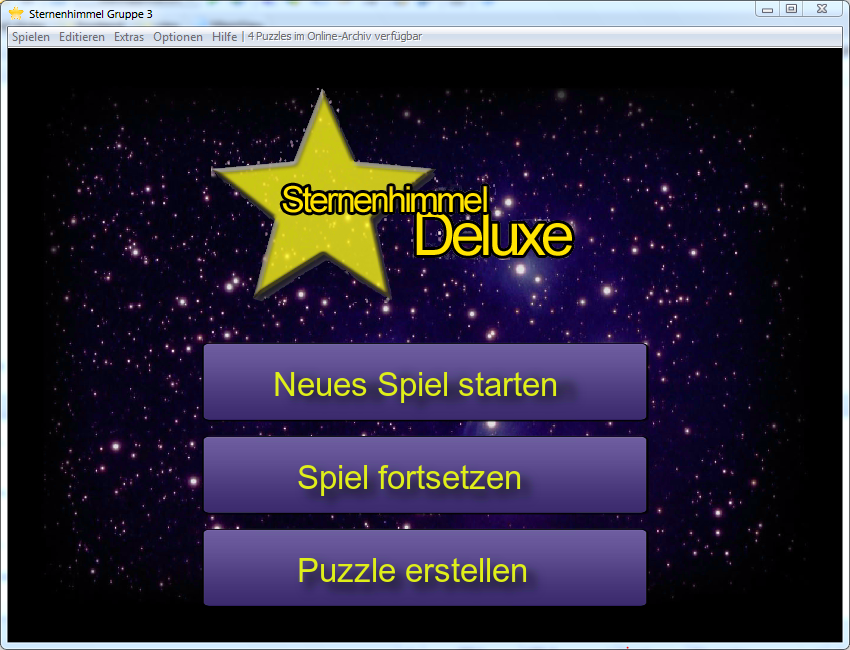 Sternenhimmel Gruppe 3
Spielen Editieren Extras Optionen Hilfe | 4 Puzzles im Online-Archiv verfügbar
Sternenhimmel
Deluxe
Neues Spiel starten
Spiel fortsetzen
Puzzle erstellen